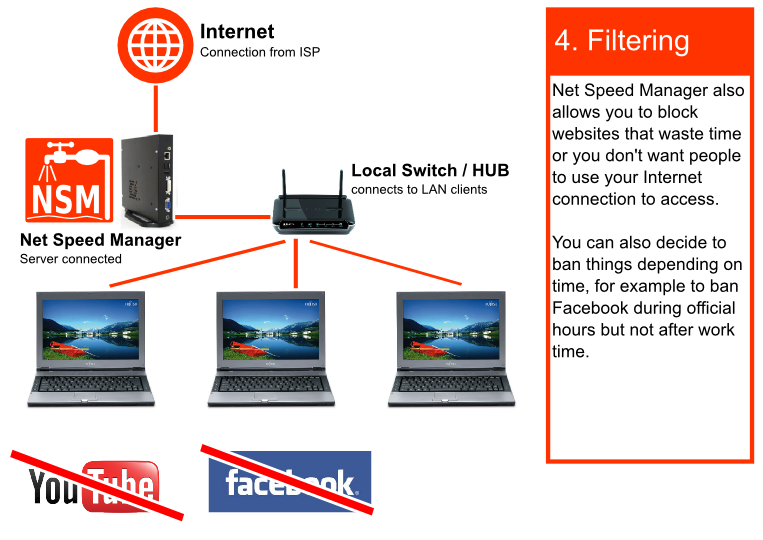 Internet
Connection from ISP
NSM
Local Switch / HUB
connects to LAN clients
Net Speed Manager
Server connected
YouTube
facebook
4. Filtering
Net Speed Manager also
allows you to block
websites that waste time
or you don't want people
to use your Internet
connection to access.
You can also decide to
ban things depending on
time, for example to ban
Facebook during official
hours but not after work
time.